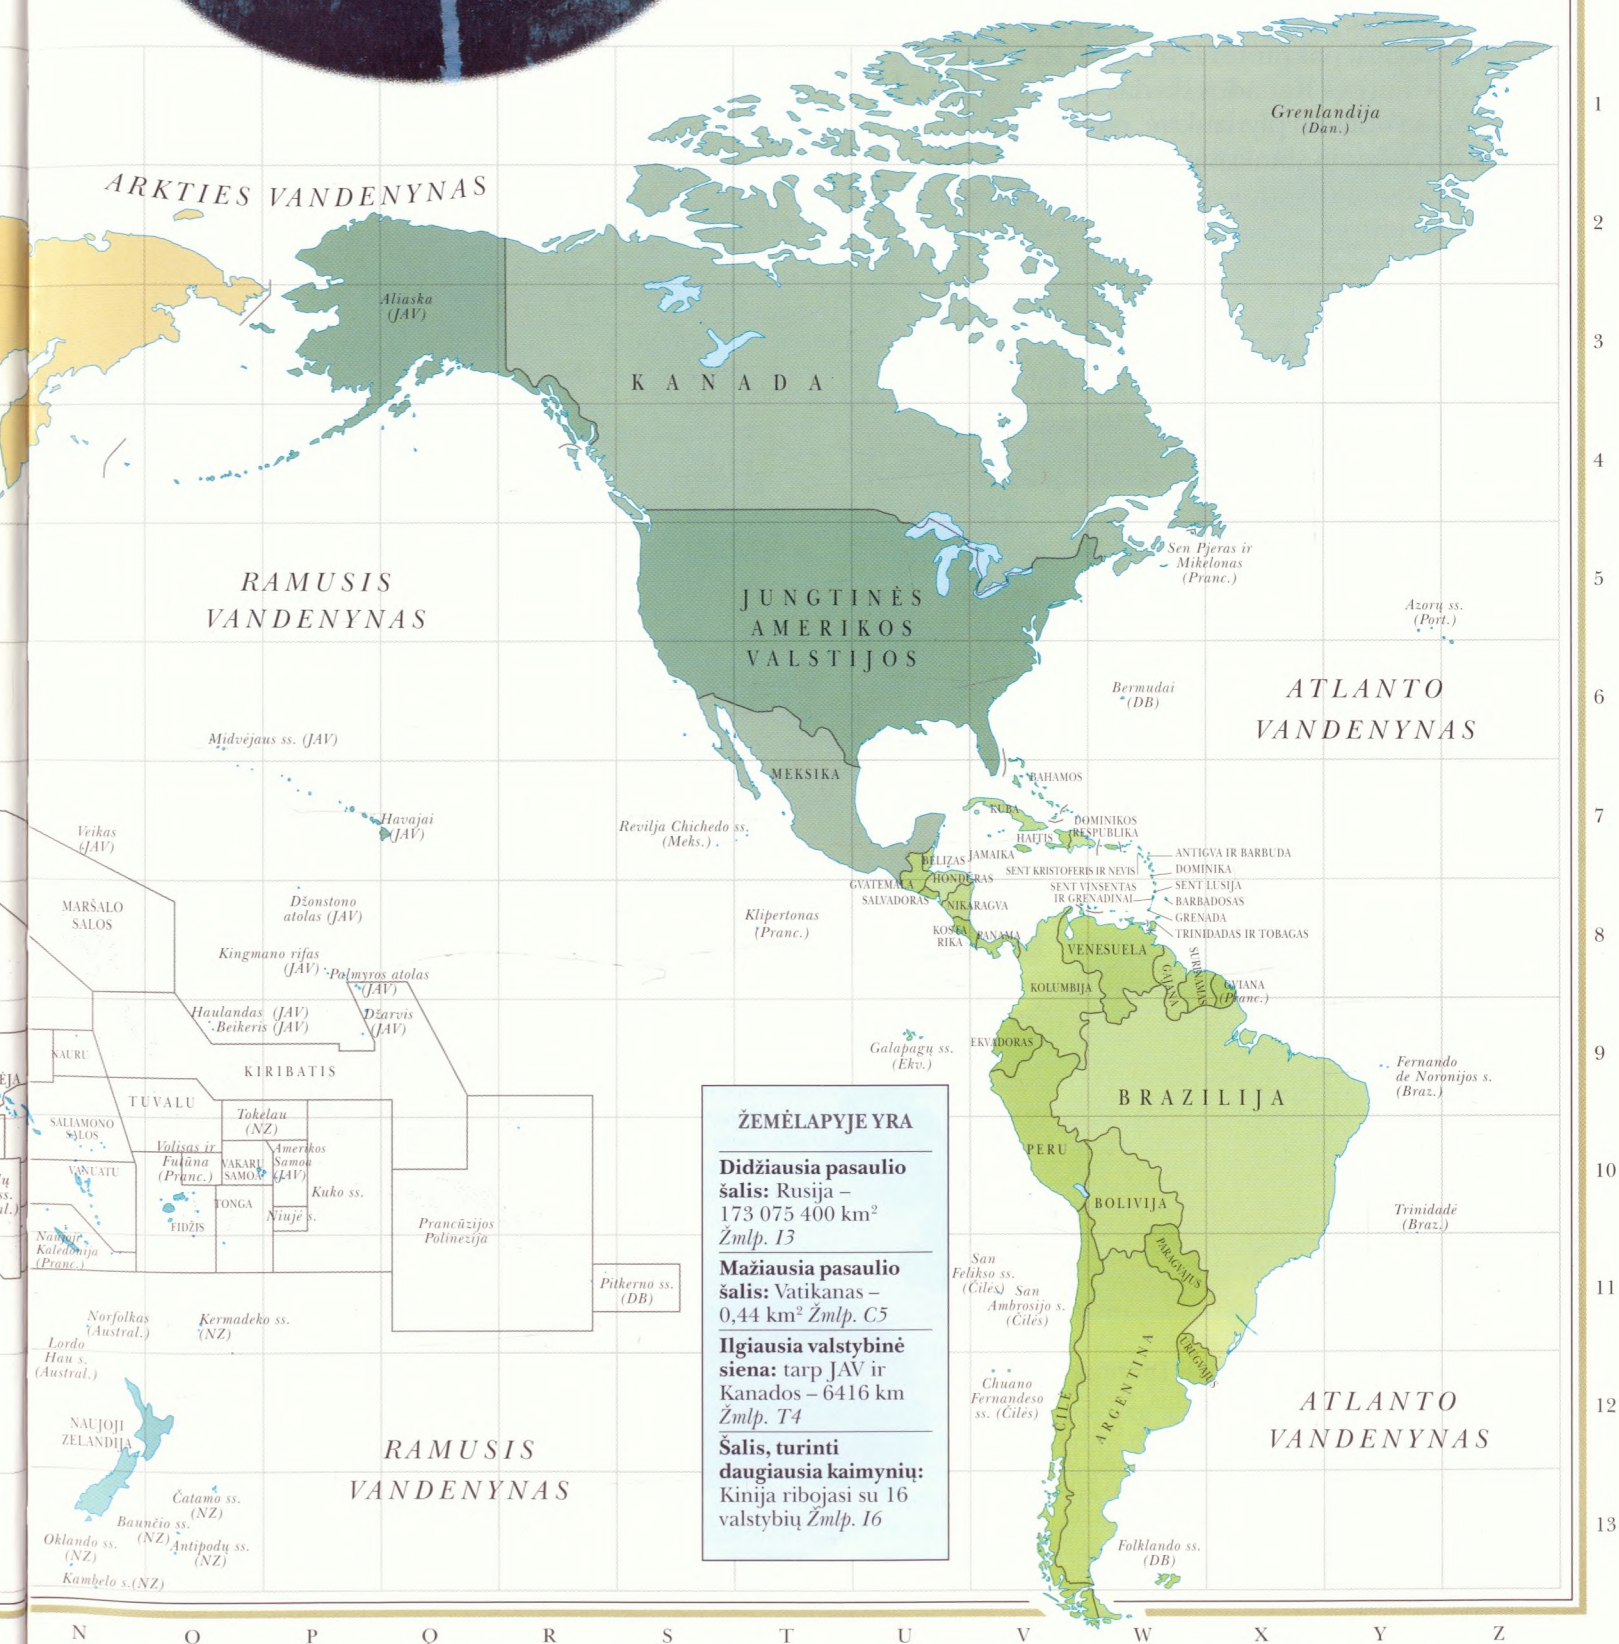 ARKTIES VANDENYNAS
Grenlandija
(Dan.)
Aliaska
(JAV)
KANADA
RAMUSIS
VANDENYNAS
JUNGTINĖS
AMERIKOS
VALSTIJOS
Sen Pjeras ir
Mikelonas
(Pranc.)
Azorų ss.
(Port.)
Bermudai
(DB)
ATLANTO
VANDENYNAS
Midvėjaus ss. (JAV)
MEKSIKA
BAHAMOS
KUBA
Havajai
(JAV)
Veikas
(JAV)
Revilja Chichedo ss.
(Meks.)
DOMINIKOS
RESPUBLIKA
HAITIS
JAMAIKA
BELIZAS
SENT KRISTOFERIS IR NEVIS
ANTIGVA IR BARBUDA
DOMINIKA
SENT LUSIJA
BARBADOSAS
GRENADA
TRINIDADAS IR TOBAGAS
SENT VINSENTAS
IR GRENADINAI
GVATEMALA
HONDŪRAS
SALVADORAS
NIKARAGVA
KOSTA
RIKA
PANAMA
MARŠALO
SALOS
Džonstono
atolas (JAV)
Klipertonas
(Pranc.)
Kingmano rifas
(JAV)
Palmyros atolas
(JAV)
VENESUELA
KOLUMBIJA
GAJANA
SURINAMAS
GVIANA
(Pranc.)
Haulandas (JAV)
Beikeris (JAV)
Džarvis
(JAV)
Galapagų ss.
(Ekv.)
EKVADORAS
NAURU
ĖJA
KIRIBATIS
Fernando
de Noronijos s.
(Braz.)
TUVALU
BRAZILIJA
SALIAMONO
SALOS
Tokelau
(NZ)
Volisas ir
Futūna
(Pranc.)
VAKARŲ
SAMOA
Amerikos
Samoa
(JAV)
VANUATU
PERU
Kuko ss.
TONGA
FIDŽIS
Niujė s.
BOLIVIJA
Trinidadė
(Braz.)
Prancūzijos
Polinezija
Naujoji
Kaledonija
(Pranc.)
PARAGVAJUS
San
Felikso ss.
(Čilės)
San
Ambrosijo s.
(Čilės)
Pitkerno ss.
(DB)
Norfolkas
(Austral.)
Kermadeko ss.
(NZ)
Lordo
Hau s.
(Austral.)
URUGVAJUS
ARGENTINA
ČILĖ
Chuano
Fernandeso
ss. (Čilės)
ATLANTO
VANDENYNAS
NAUJOJI
ZELANDIJA
RAMUSIS
VANDENYNAS
Čatamo ss.
(NZ)
Baunčio ss.
(NZ)
Oklando ss.
(NZ)
Antipodų ss.
(NZ)
Kambelo s.(NZ)
Folklando ss.
(DB)
ŽEMĖLAPYJE YRA
Didžiausia pasaulio
šalis: Rusija –
173 075 400 km²
Žmlp. I3
Mažiausia pasaulio
šalis: Vatikanas –
0,44 km² Žmlp. C5
Ilgiausia valstybinė
siena: tarp JAV ir
Kanados – 6416 km
Žmlp. T4
Šalis, turinti
daugiausia kaimynių:
Kinija ribojasi su 16
valstybių Žmlp. I6
1
2
3
4
5
6
7
8
9
10
11
12
13
N O P Q R S T U V W X Y Z